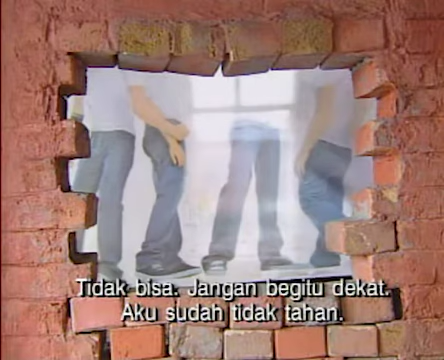 Tidak bisa. Jangan begitu dekat.
Aku sudah tidak tahan.